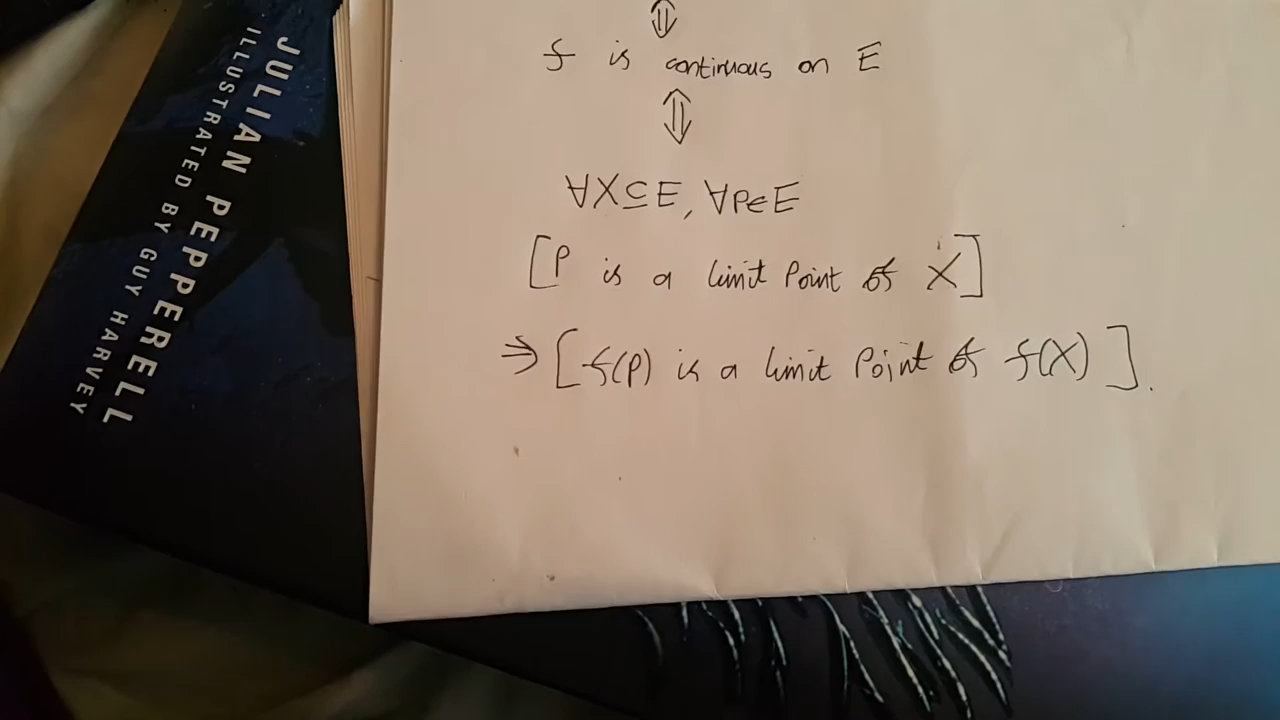 ⇕
f is continuous on E
⇕
∀X⊆E, ∀p∈E
[p is a limit point of X]
⇒ [f(p) is a limit point of f(X)].
JULIAN PEPPERELL
ILLUSTRATED BY GUY HARVEY